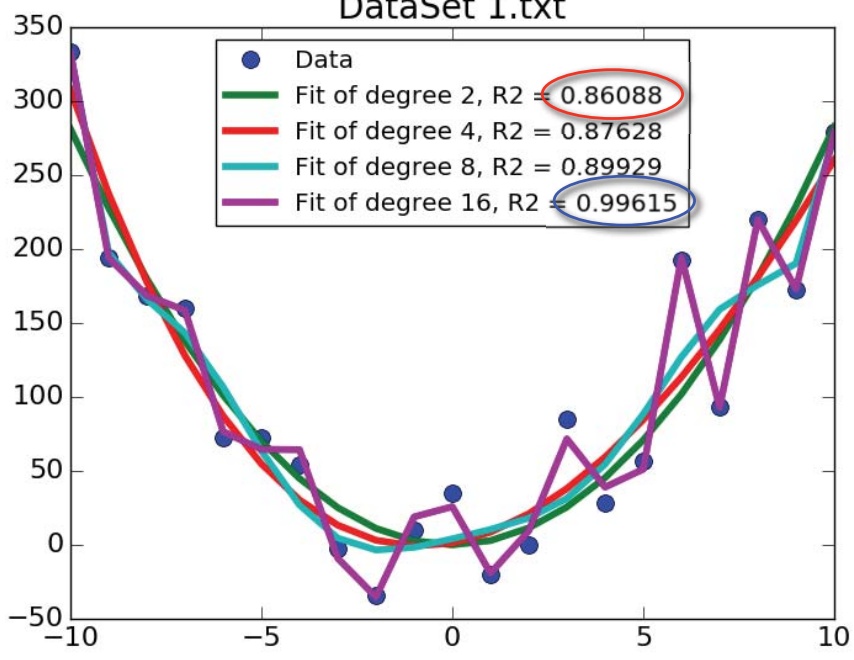 DataSet 1.txt
350
300
250
200
150
100
50
0
−50
Data
Fit of degree 2, R2 = 0.86088
Fit of degree 4, R2 = 0.87628
Fit of degree 8, R2 = 0.89929
Fit of degree 16, R2 = 0.99615
−10 −5 0 5 10